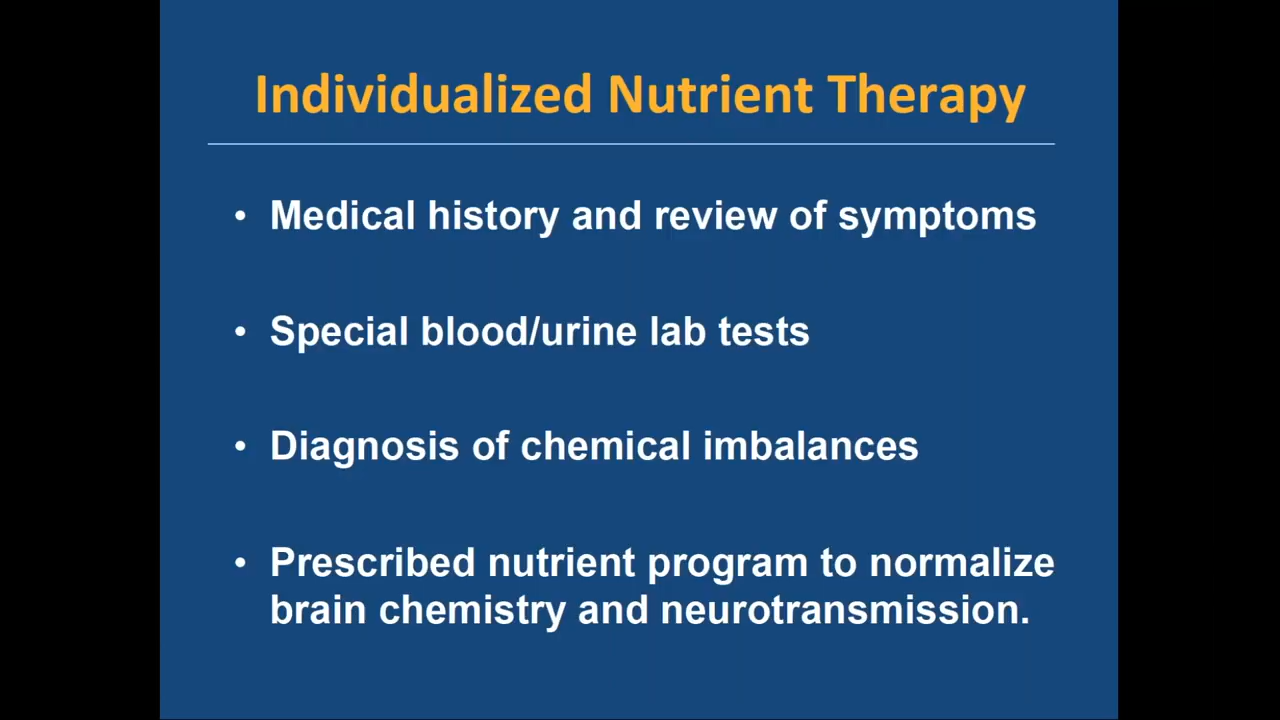 Individualized Nutrient Therapy
• Medical history and review of symptoms
• Special blood/urine lab tests
• Diagnosis of chemical imbalances
• Prescribed nutrient program to normalize
brain chemistry and neurotransmission.